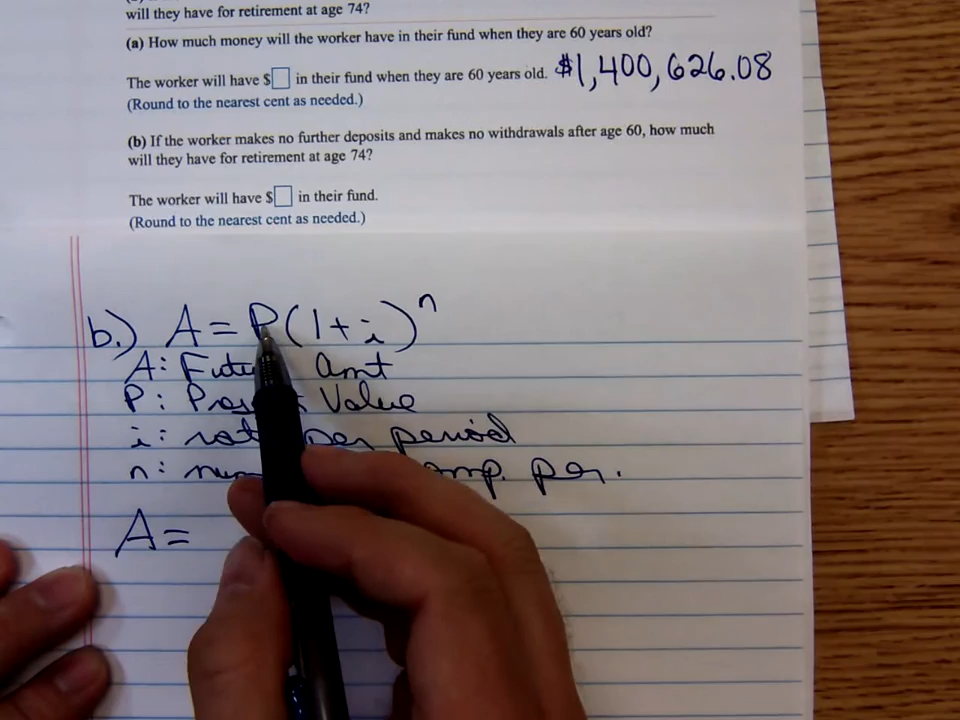 will they have for retirement at age 74?
(a) How much money will the worker have in their fund when they are 60 years old?
The worker will have $ in their fund when they are 60 years old. $1,400,626.08
(Round to the nearest cent as needed.)
(b) If the worker makes no further deposits and makes no withdrawals after age 60, how much
will they have for retirement at age 74?
The worker will have $ in their fund.
(Round to the nearest cent as needed.)
b.) A = P(1+i)^n
A: Amt
P: Value
i: per period
n: per.
A =